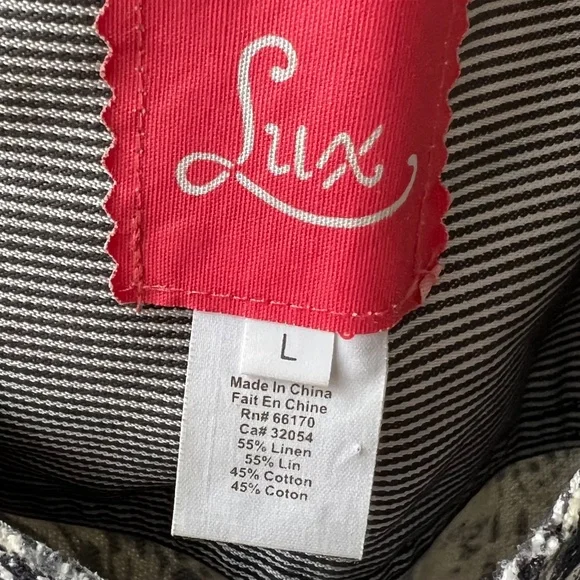 Lux
L
Made In China
Fait En Chine
Rn# 66170
Ca# 32054
55% Linen
55% Lin
45% Cotton
45% Coton